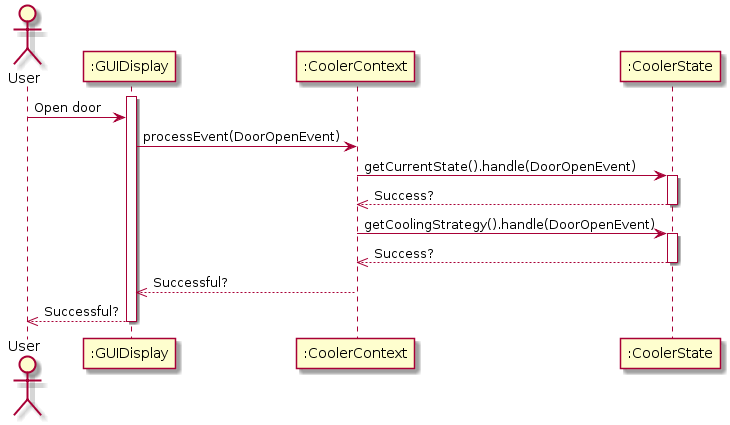 User
:GUIDisplay
:CoolerContext
:CoolerState
Open door
processEvent(DoorOpenEvent)
getCurrentState().handle(DoorOpenEvent)
Success?
getCoolingStrategy().handle(DoorOpenEvent)
Success?
Successful?
Successful?
User
:GUIDisplay
:CoolerContext
:CoolerState